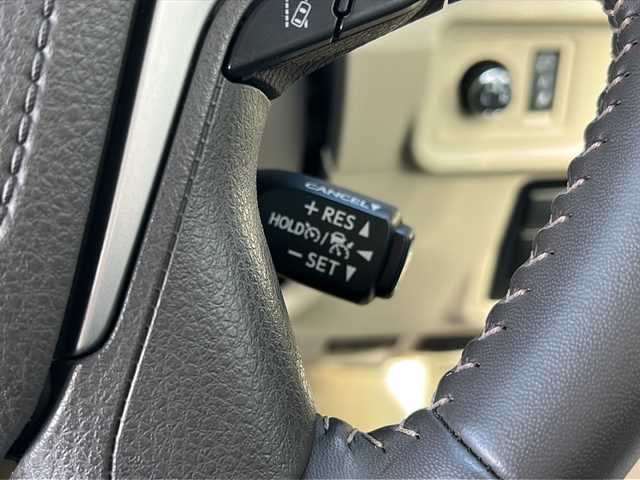 CANCEL▼
+ RES ▲
HOLD / ◀
− SET ▼